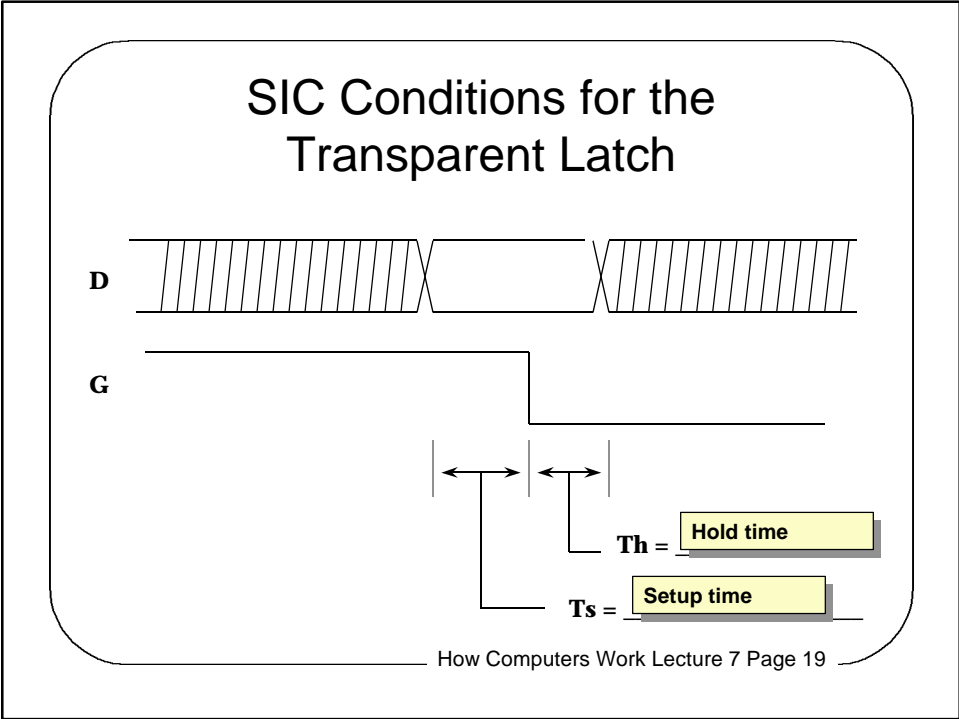 SIC Conditions for the
Transparent Latch
D
G
Th = _ Hold time
Ts = _ Setup time
How Computers Work Lecture 7 Page 19